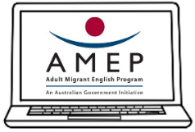 AMEP
Adult Migrant English Program
An Australian Government Initiative